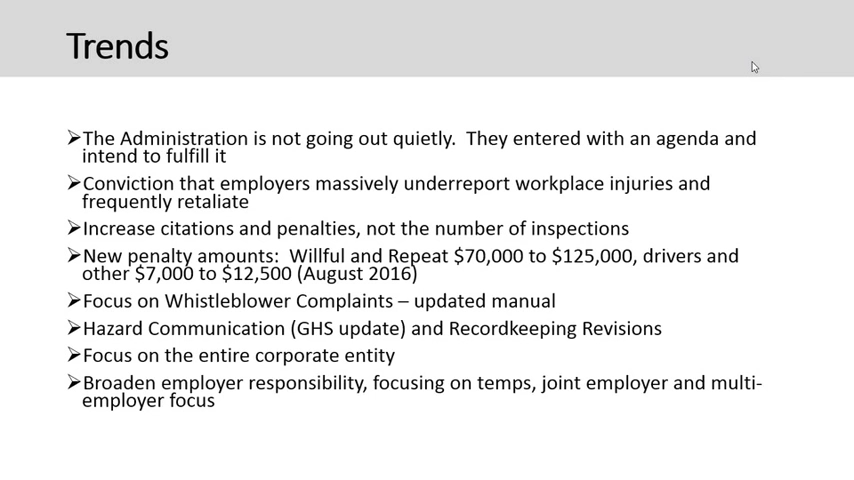 Trends
➢The Administration is not going out quietly.  They entered with an agenda and
intend to fulfill it
➢Conviction that employers massively underreport workplace injuries and
frequently retaliate
➢Increase citations and penalties, not the number of inspections
➢New penalty amounts:  Willful and Repeat $70,000 to $125,000, drivers and
other $7,000 to $12,500 (August 2016)
➢Focus on Whistleblower Complaints – updated manual
➢Hazard Communication (GHS update) and Recordkeeping Revisions
➢Focus on the entire corporate entity
➢Broaden employer responsibility, focusing on temps, joint employer and multi-
employer focus